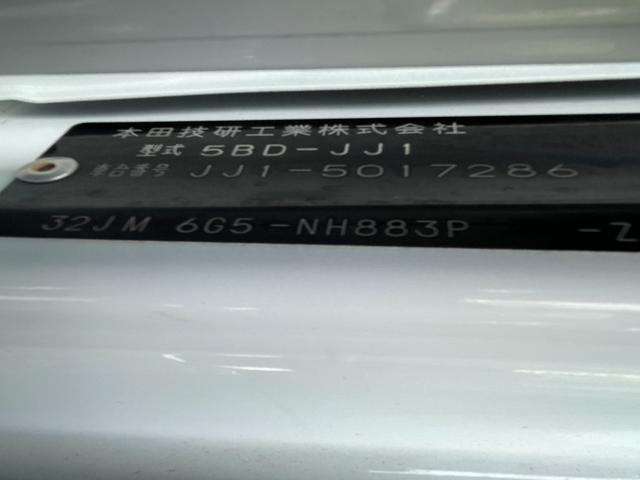 本田技研工業株式会社
型式 5BD-JJ1
車台番号 JJ1-5017286
32JM 6G5-NH883P -Z